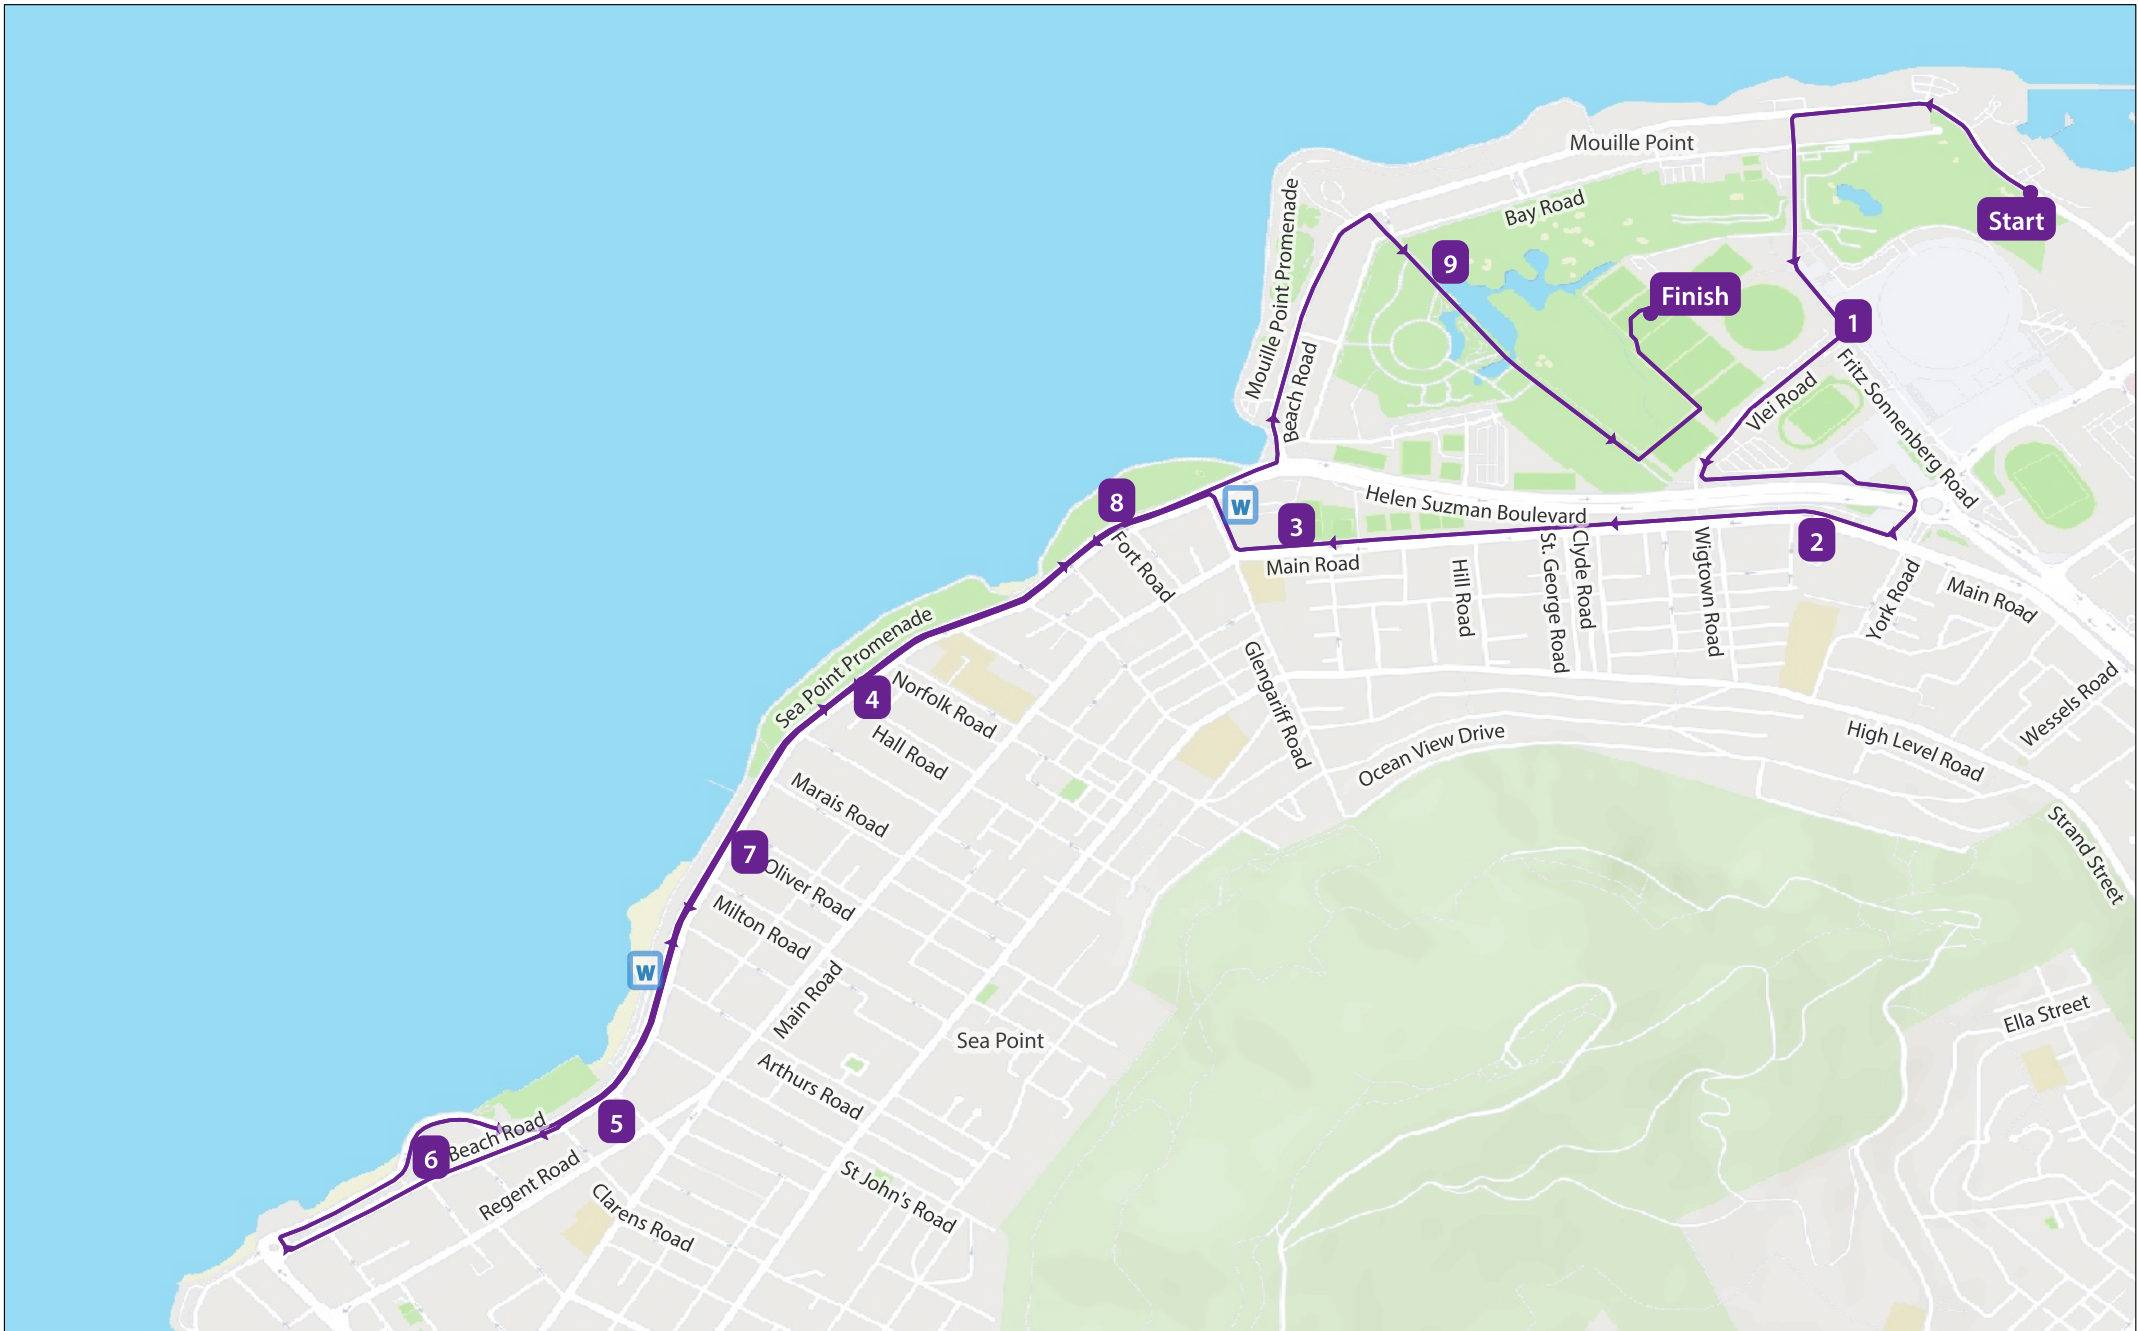 Mouille Point
Start
Bay Road
Mouille Point Promenade
9
Finish
1
Beach Road
Vlei Road
Fritz Sonnenberg Road
8
W
Helen Suzman Boulevard
3
2
Main Road
Fort Road
Hill Road
St. George Road
Clyde Road
Wigtown Road
York Road
Main Road
Sea Point Promenade
4
Norfolk Road
Hall Road
Glengariff Road
Ocean View Drive
High Level Road
Wessels Road
Strand Street
Marais Road
7
Oliver Road
Milton Road
W
Main Road
Sea Point
Ella Street
Arthurs Road
5
6
Beach Road
Regent Road
Clarens Road
St John's Road